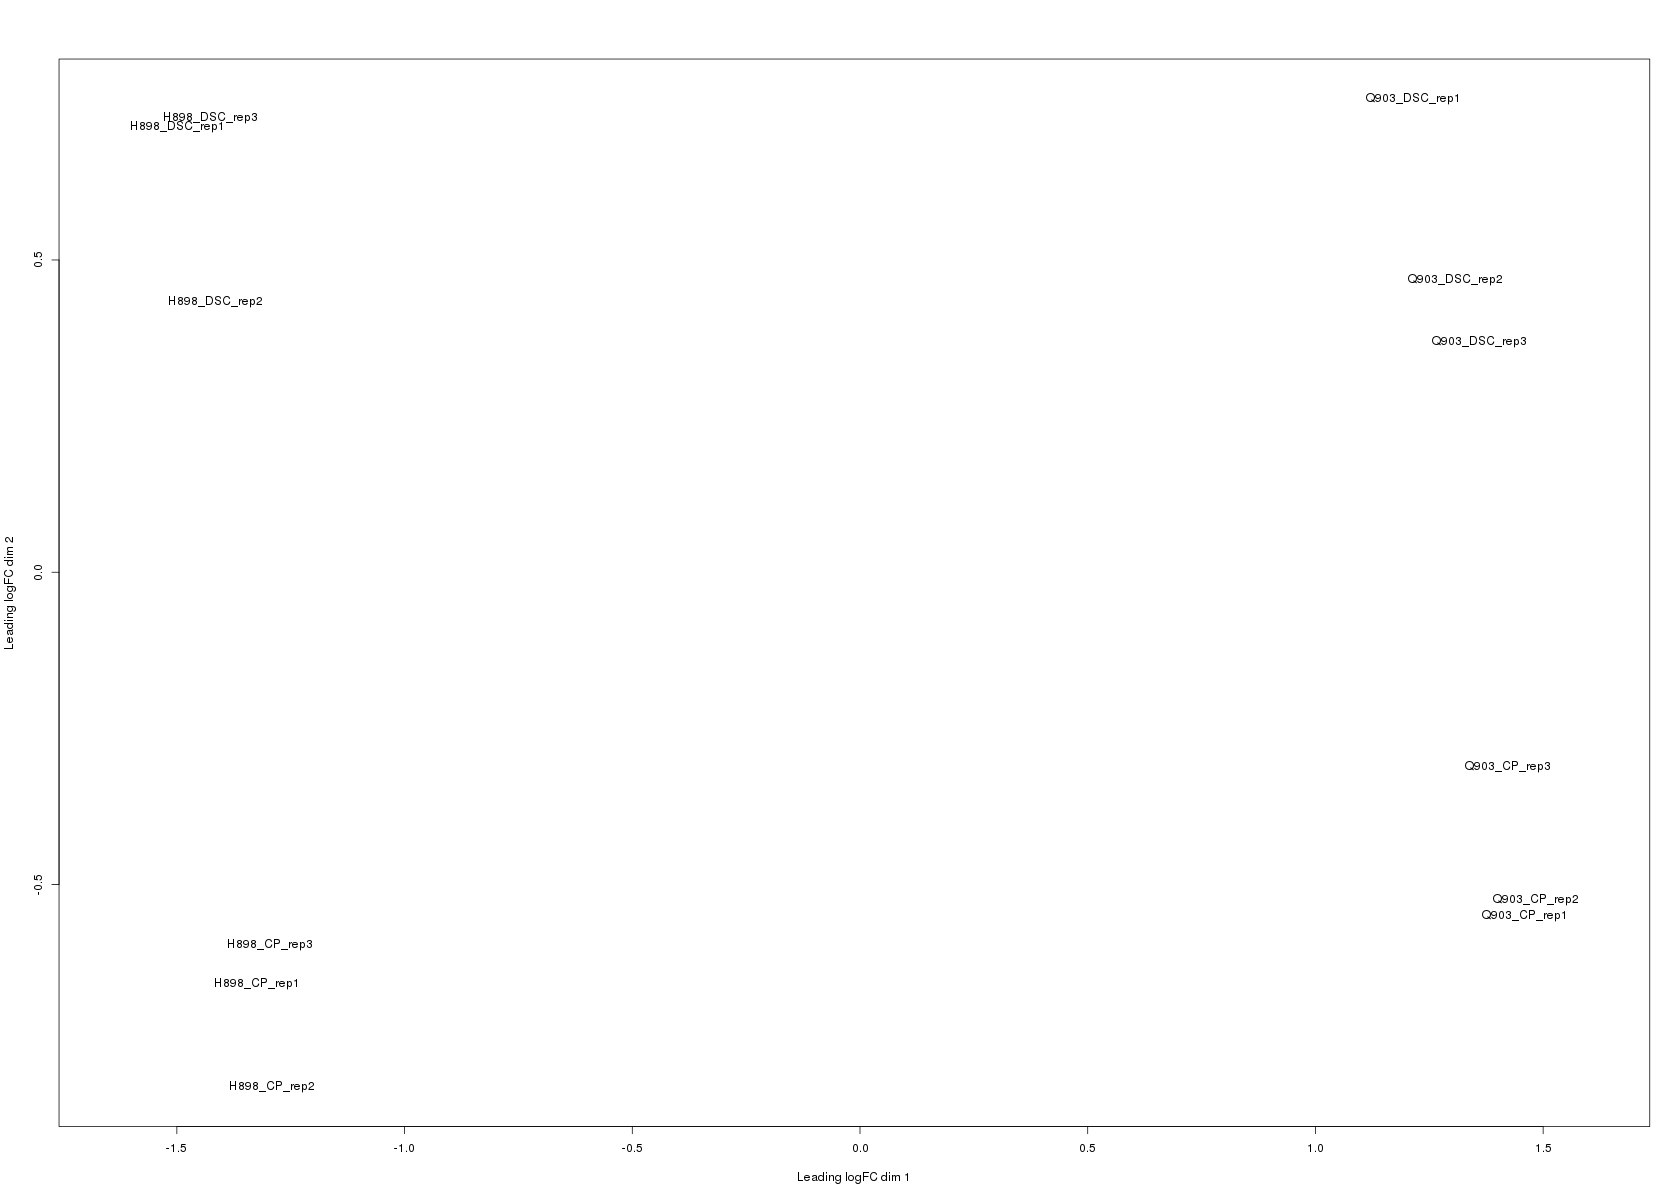 Q903_DSC_rep1
H898_DSC_rep3
H898_DSC_rep1
0.5
Q903_DSC_rep2
H898_DSC_rep2
Q903_DSC_rep3
Leading logFC dim 2
0.0
Q903_CP_rep3
-0.5
Q903_CP_rep2
Q903_CP_rep1
H898_CP_rep3
H898_CP_rep1
H898_CP_rep2
-1.5 -1.0 -0.5 0.0 0.5 1.0 1.5
Leading logFC dim 1